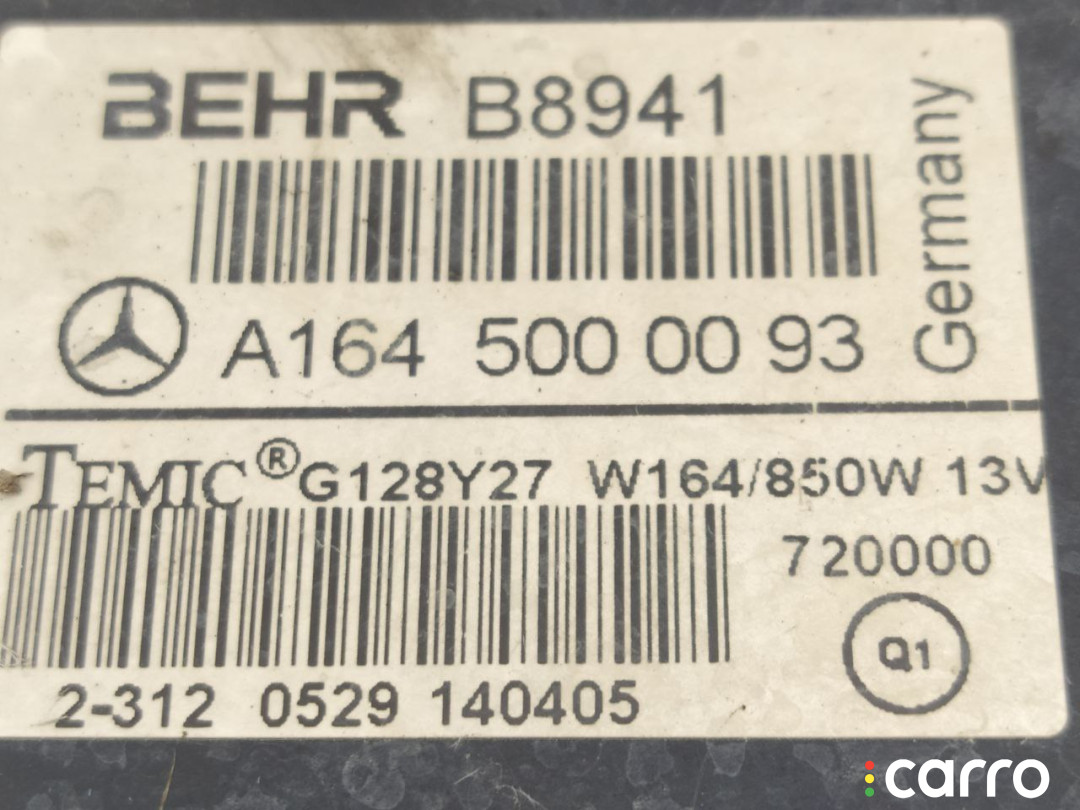 BEHR B8941
Germany
A164 500 00 93
TEMIC® G128Y27 W164/850W 13V
720000
Q1
2-312 0529 140405
carro